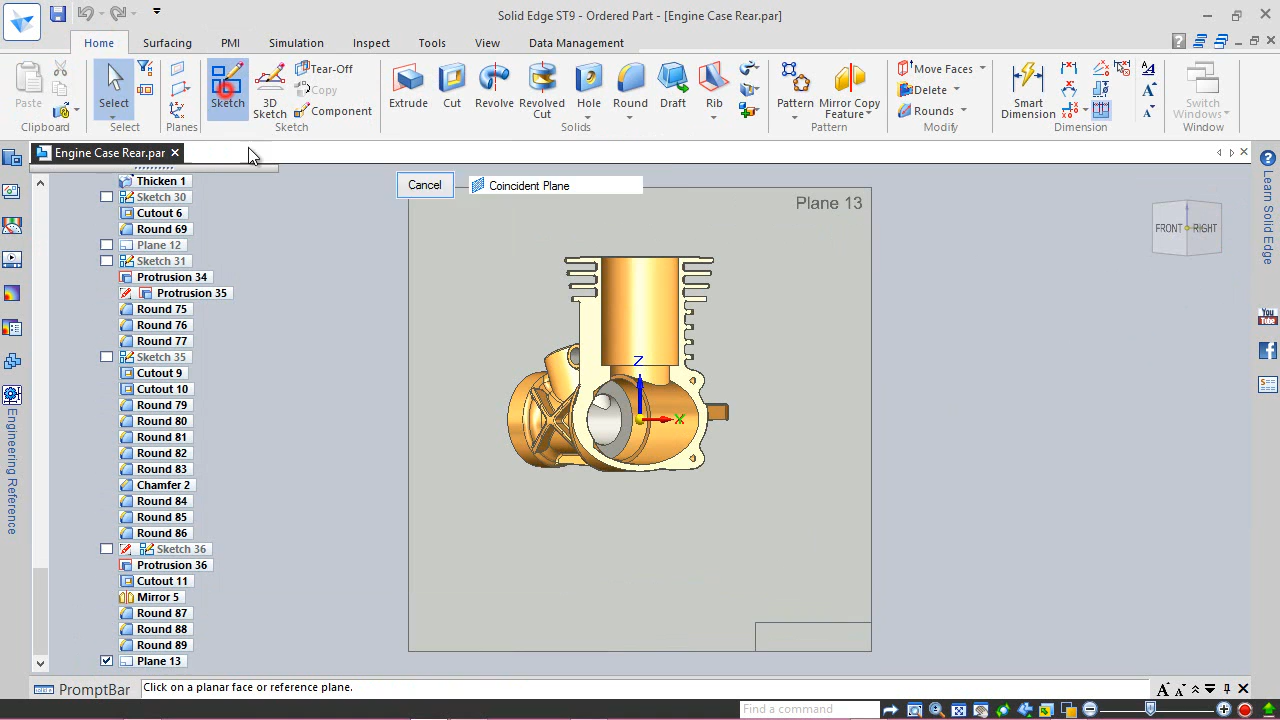 Solid Edge ST9 - Ordered Part - [Engine Case Rear.par]
Home Surfacing PMI Simulation Inspect Tools View Data Management
Paste
Clipboard
Select
Select
Planes
Sketch
3D Sketch
Tear-Off
Copy
Component
Sketch
Extrude
Cut
Revolve
Revolved Cut
Hole
Round
Draft
Rib
Solids
Pattern
Mirror Copy Feature
Pattern
Move Faces
Delete
Rounds
Modify
Smart Dimension
Dimension
Switch Windows
Window
Engine Case Rear.par
Thicken 1
Sketch 30
Cutout 6
Round 69
Plane 12
Sketch 31
Protrusion 34
Protrusion 35
Round 75
Round 76
Round 77
Sketch 35
Cutout 9
Cutout 10
Round 79
Round 80
Round 81
Round 82
Round 83
Chamfer 2
Round 84
Round 85
Round 86
Sketch 36
Protrusion 36
Cutout 11
Mirror 5
Round 87
Round 88
Round 89
Plane 13
Engineering Reference
Cancel
Coincident Plane
Plane 13
Z
X
FRONT RIGHT
Learn Solid Edge
You Tube
PromptBar
Click on a planar face or reference plane.
Find a command